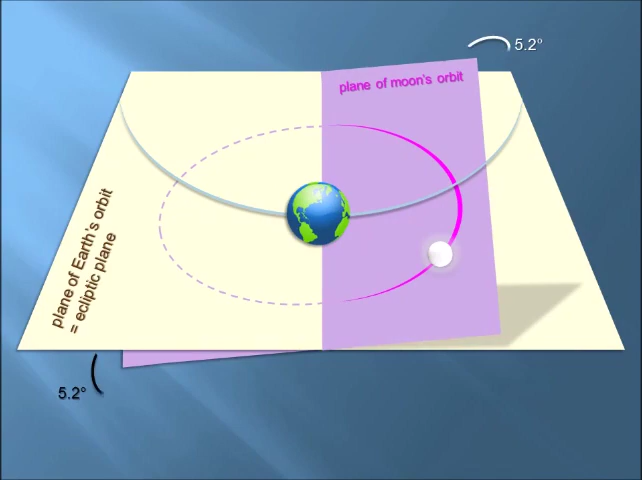 5.2°
plane of moon's orbit
plane of Earth's orbit
= ecliptic plane
5.2°